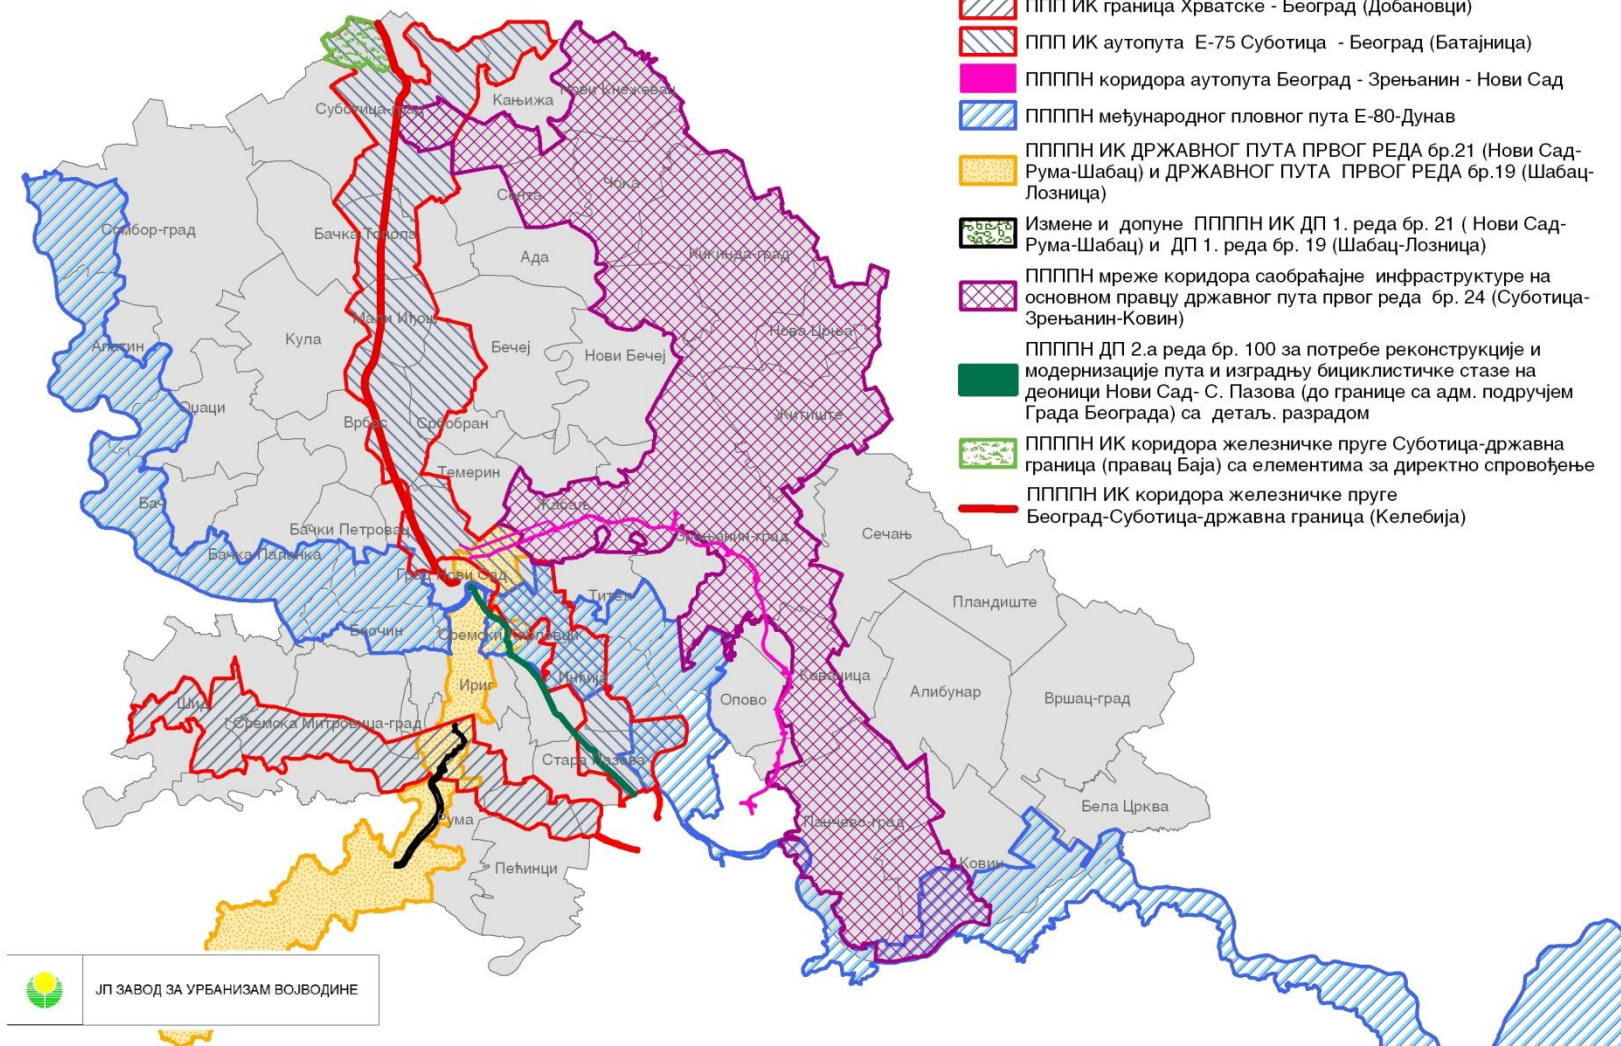 ППП ИК граница Хрватске - Београд (Добановци)
ППП ИК аутопута Е-75 Суботица - Београд (Батајница)
ППППН коридора аутопута Београд - Зрењанин - Нови Сад
ППППН међународног пловног пута Е-80-Дунав
ППППН ИК ДРЖАВНОГ ПУТА ПРВОГ РЕДА бр.21 (Нови Сад-
Рума-Шабац) и ДРЖАВНОГ ПУТА ПРВОГ РЕДА бр.19 (Шабац-
Лозница)
Измене и допуне ППППН ИК ДП 1. реда бр. 21 ( Нови Сад-
Рума-Шабац) и ДП 1. реда бр. 19 (Шабац-Лозница)
ППППН мреже коридора саобраћајне инфраструктуре на
основном правцу државног пута првог реда бр. 24 (Суботица-
Зрењанин-Ковин)
ППППН ДП 2.а реда бр. 100 за потребе реконструкције и
модернизације пута и изградњу бициклистичке стазе на
деоници Нови Сад- С. Пазова (до границе са адм. подручјем
Града Београда) са детаљ. разрадом
ППППН ИК коридора железничке пруге Суботица-државна
граница (правац Баја) са елементима за директно спровођење
ППППН ИК коридора железничке пруге
Београд-Суботица-државна граница (Келебија)
Суботица-град
Кањижа
Нови Кнежевац
Чока
Сента
Сомбор-град
Бачка Топола
Ада
Кикинда-град
Мали Иђош
Кула
Бечеј
Нови Бечеј
Нова Црња
Апатин
Оџаци
Врбас
Србобран
Житиште
Темерин
Бач
Жабаљ
Бачки Петровац
Зрењанин-град
Сечањ
Бачка Паланка
Град Нови Сад
Тител
Пландиште
Беочин
Сремски Карловци
Инђија
Ириг
Ковачица
Опово
Алибунар
Вршац-град
Шид
Сремска Митровица-град
Стара Пазова
Бела Црква
Рума
Панчево-град
Пећинци
Ковин
ЈП ЗАВОД ЗА УРБАНИЗАМ ВОЈВОДИНЕ